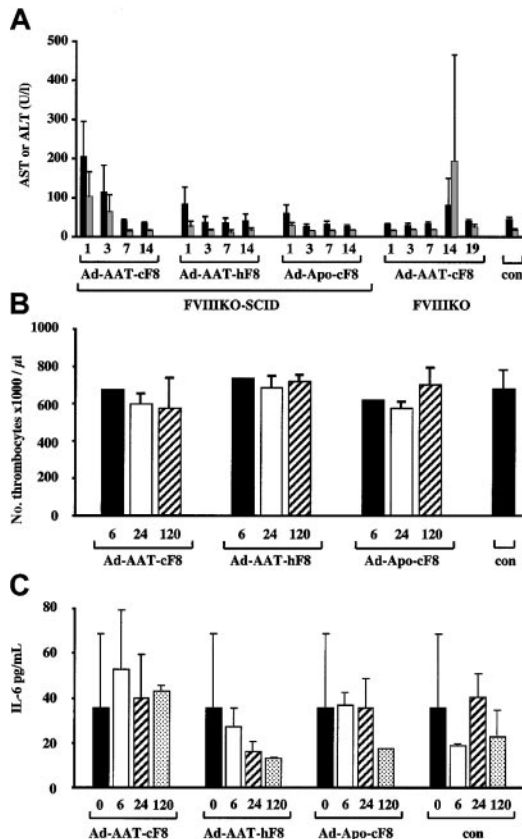 A
AST or ALT (U/l)
500
400
300
200
100
0
1 3 7 14 1 3 7 14 1 3 7 14 1 3 7 14 19
Ad-AAT-cF8 Ad-AAT-hF8 Ad-Apo-cF8 Ad-AAT-cF8 con
FVIIIKO-SCID FVIIIKO
B
No. thrombocytes x1000 / µl
1000
800
600
400
200
0
6 24 120 6 24 120 6 24 120
Ad-AAT-cF8 Ad-AAT-hF8 Ad-Apo-cF8 con
C
IL-6 pg/mL
80
60
40
20
0 6 24 120 0 6 24 120 0 6 24 120 0 6 24 120
Ad-AAT-cF8 Ad-AAT-hF8 Ad-Apo-cF8 con